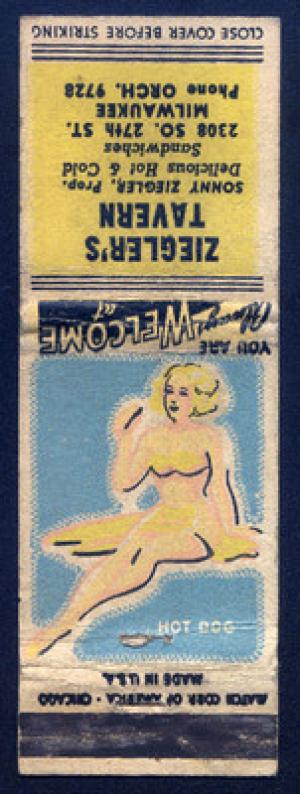 CLOSE COVER BEFORE STRIKING
ZIEGLER'S
TAVERN
SONNY ZIEGLER, Prop.
Delicious Hot & Cold
Sandwiches
2308 SO. 27th ST.
MILWAUKEE
Phone ORCH. 9728
YOU ARE
Always WELCOME
at
HOT DOG
MATCH CORP. OF AMERICA - CHICAGO
MADE IN U.S.A.